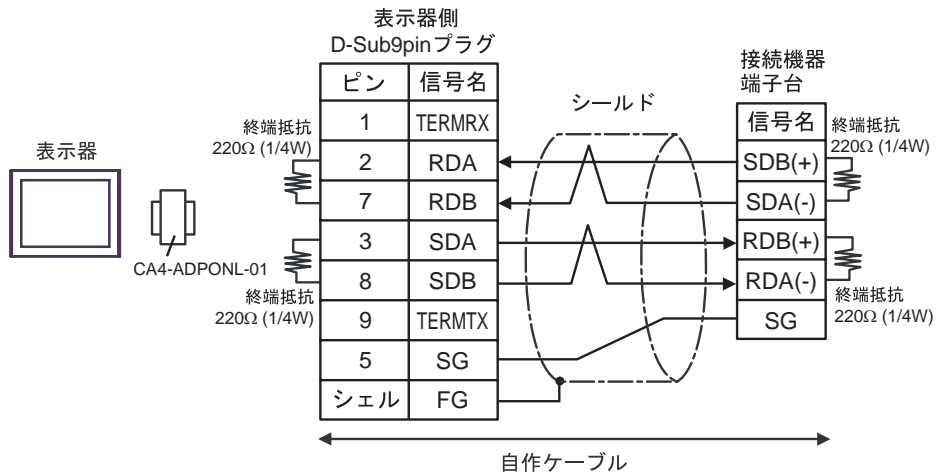 表示器側
D-Sub9pinプラグ
接続機器
端子台
ピン 信号名
シールド
信号名
1 TERMRX
終端抵抗
220Ω (1/4W)
終端抵抗
220Ω (1/4W)
表示器
2 RDA
SDB(+)
7 RDB
SDA(-)
3 SDA
RDB(+)
CA4-ADPONL-01
8 SDB
RDA(-)
終端抵抗
220Ω (1/4W)
終端抵抗
220Ω (1/4W)
9 TERMTX
SG
5 SG
シェル FG
自作ケーブル